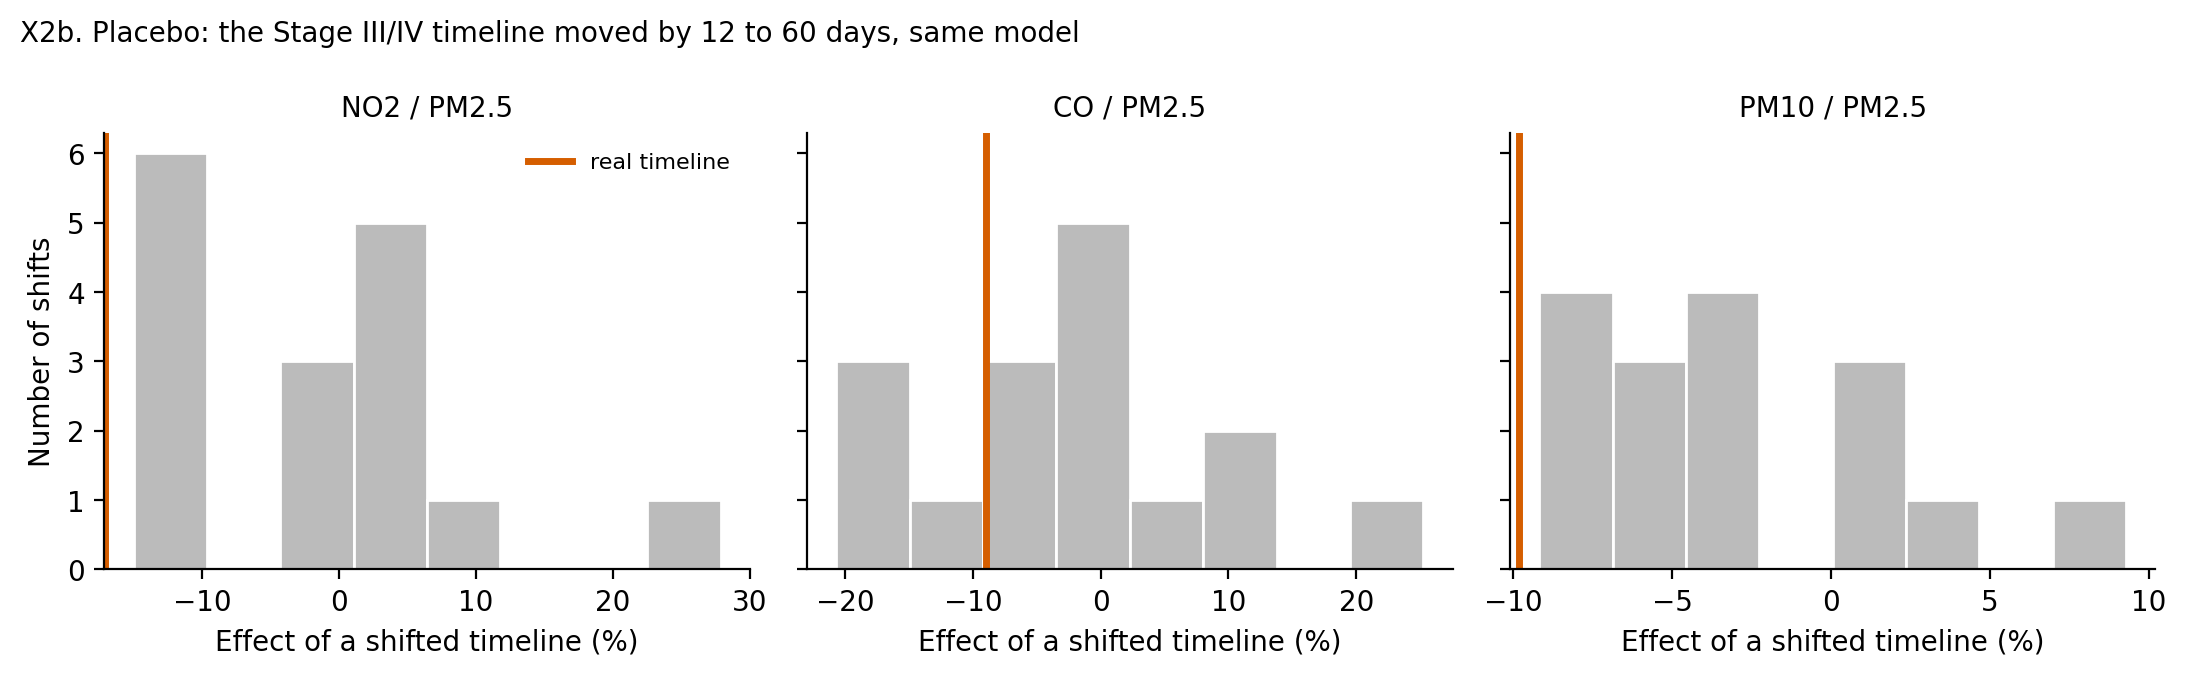 X2b. Placebo: the Stage III/IV timeline moved by 12 to 60 days, same model
NO2 / PM2.5
CO / PM2.5
PM10 / PM2.5
real timeline
Number of shifts
6
5
4
3
2
1
0
−10 0 10 20 30
−20 −10 0 10 20
−10 −5 0 5 10
Effect of a shifted timeline (%)
Effect of a shifted timeline (%)
Effect of a shifted timeline (%)